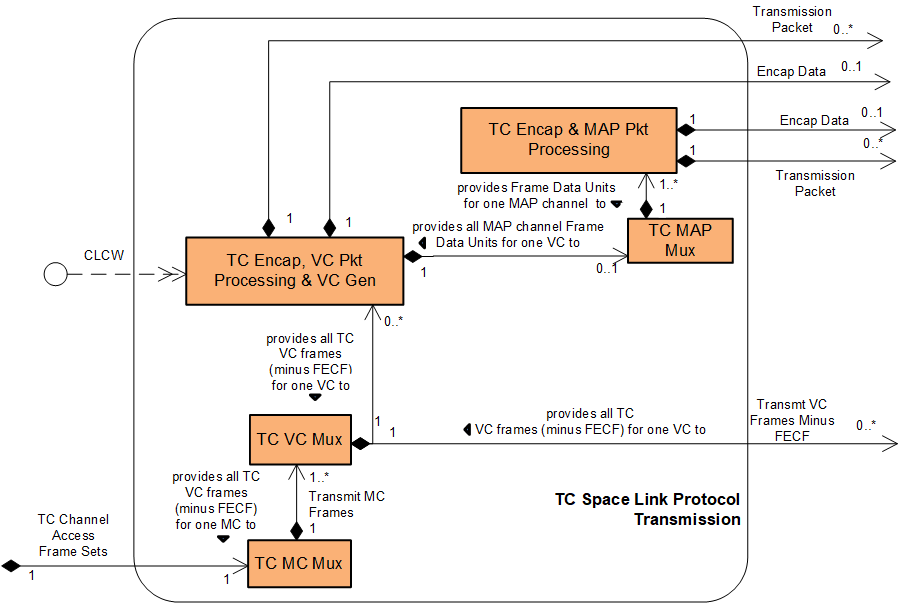 Transmission
Packet
0..*
Encap Data
0..1
TC Encap & MAP Pkt
Processing
1
Encap Data
0..1
1
0..*
Transmission
Packet
provides Frame Data Units
for one MAP channel to
1..*
1
1
1
provides all MAP channel Frame
Data Units for one VC to
TC MAP
Mux
CLCW
TC Encap, VC Pkt
Processing & VC Gen
1
0..1
0..*
provides all TC
VC frames
(minus FECF)
for one VC to
1
1
provides all TC
VC frames (minus FECF) for one VC to
Transmt VC
Frames Minus
FECF
0..*
TC VC Mux
provides all TC
VC frames
(minus FECF)
for one MC to
1..*
Transmit MC
Frames
1
TC Space Link Protocol
Transmission
TC Channel
Access
Frame Sets
1
1
TC MC Mux